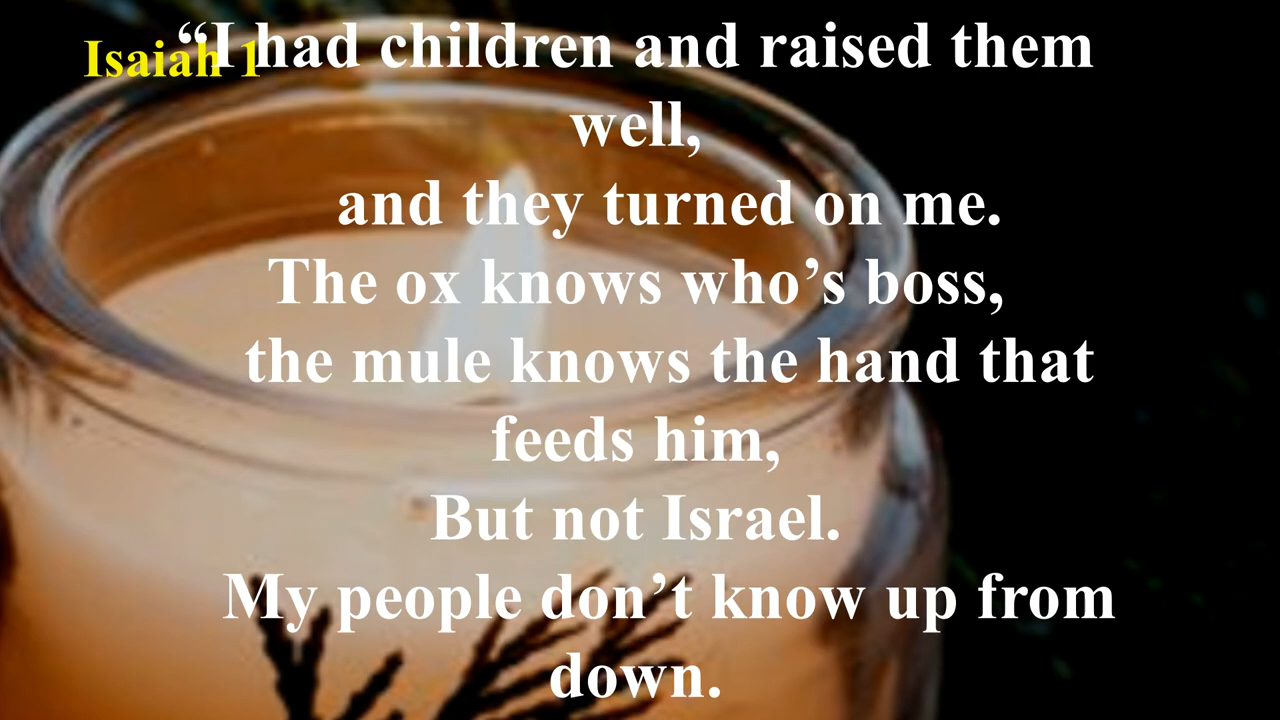 Isaiah 1
“I had children and raised them
well,
and they turned on me.
The ox knows who’s boss,
the mule knows the hand that
feeds him,
But not Israel.
My people don’t know up from
down.